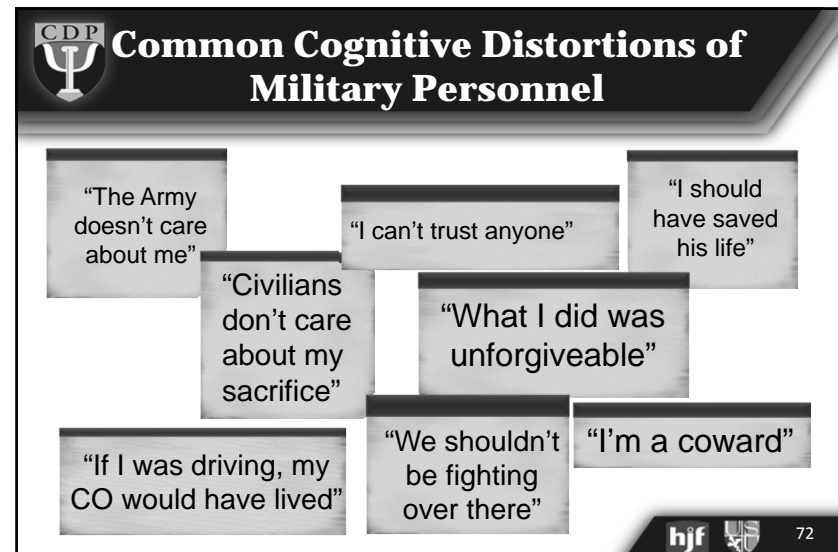 CDP
Common Cognitive Distortions of
Military Personnel
“The Army
doesn’t care
about me”
“I can’t trust anyone”
“I should
have saved
his life”
“Civilians
don’t care
about my
sacrifice”
“What I did was
unforgiveable”
“If I was driving, my
CO would have lived”
“We shouldn’t
be fighting
over there”
“I’m a coward”
hjf
72